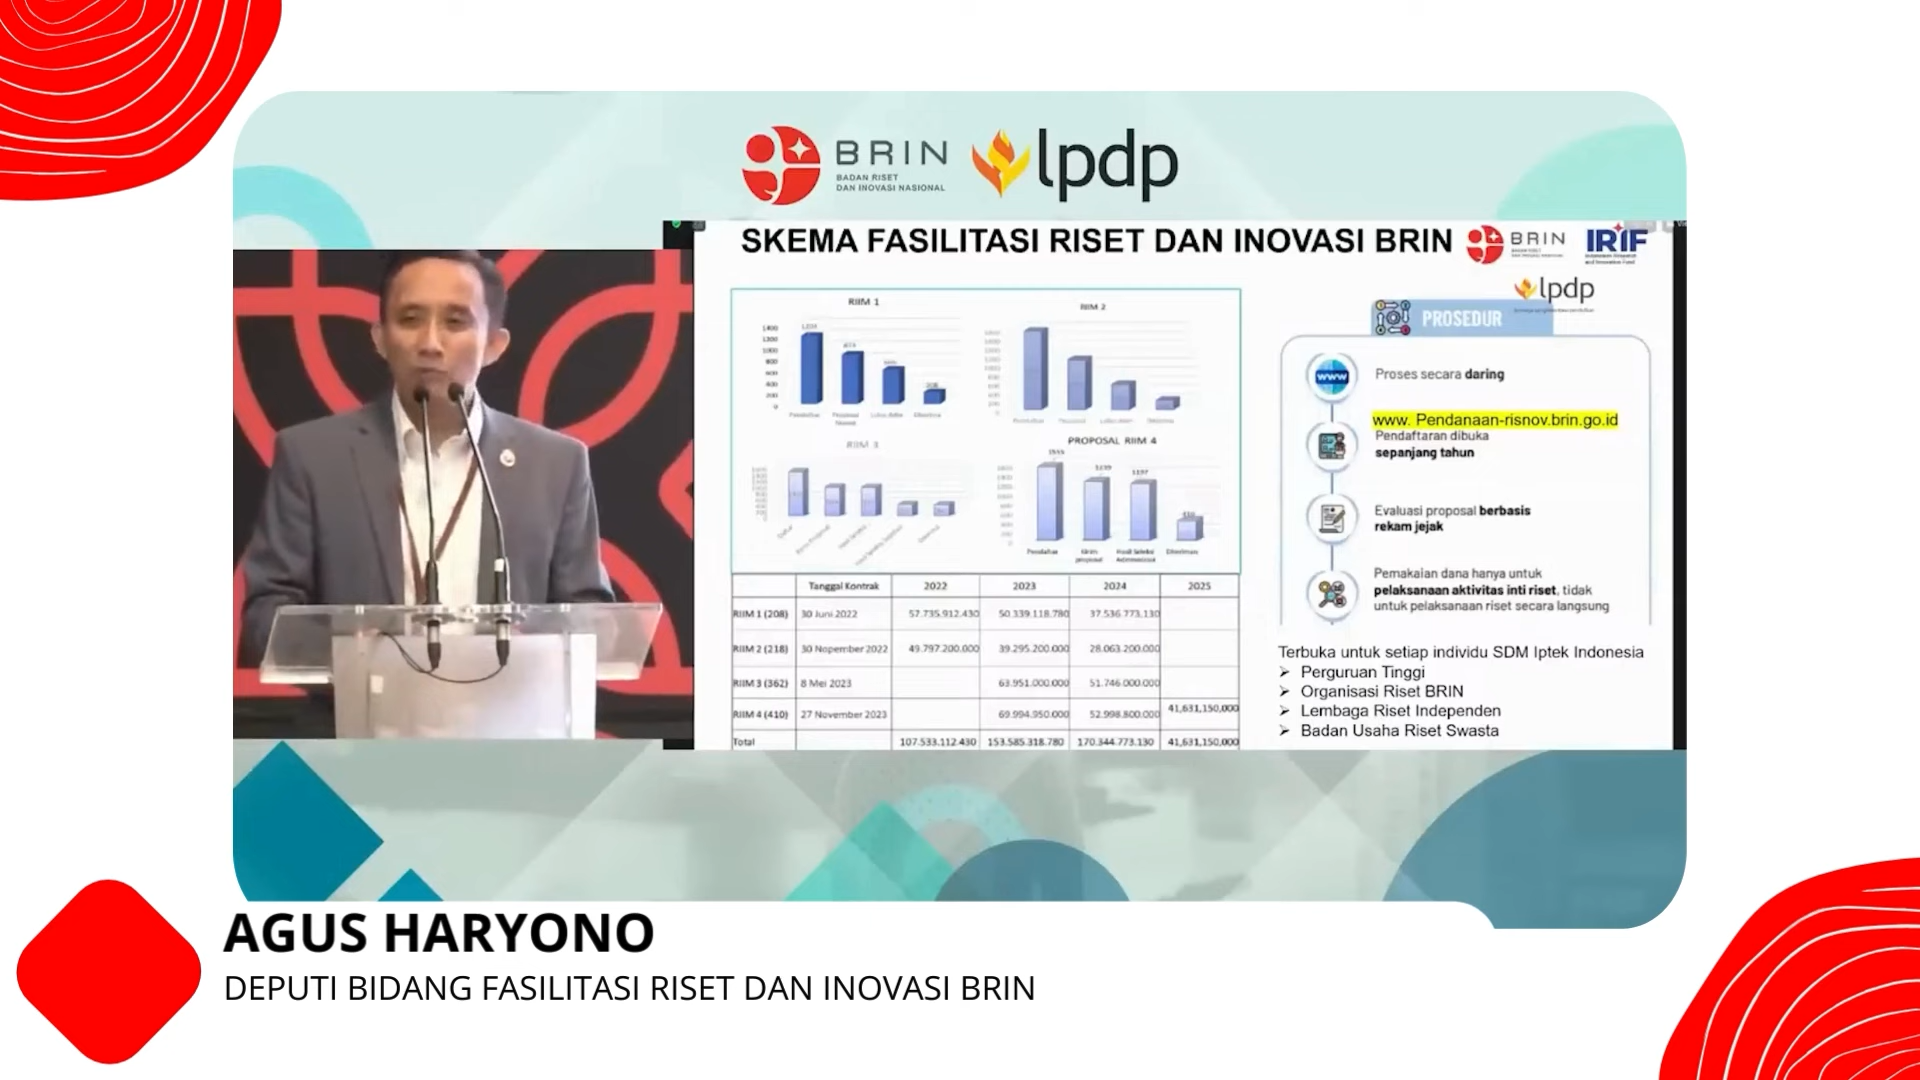 BRIN
BADAN RISET
DAN INOVASI NASIONAL
lpdp
SKEMA FASILITASI RISET DAN INOVASI BRIN
BRIN
IRIF
lpdp
RIIM 1
RIIM 2
RIIM 3
PROPOSAL RIIM 4
1239
1197
PROSEDUR
www
Proses secara daring
www. Pendanaan-risnov.brin.go.id
Pendaftaran dibuka
sepanjang tahun
Evaluasi proposal berbasis
rekam jejak
Pemakaian dana hanya untuk
pelaksanaan aktivitas inti riset, tidak
untuk pelaksanaan riset secara langsung
Tanggal Kontrak 2022 2023 2024 2025
RIIM 1 (208) 30 Juni 2022 57.735.912.430 50.339.118.780 37.536.773.130
RIIM 2 (218) 30 Nopember 2022 49.797.200.000 39.295.200.000 28.063.200.000
RIIM 3 (362) 8 Mei 2023 63.951.000.000 51.746.000.000
RIIM 4 (410) 27 November 2023 69.994.950.000 52.998.800.000 41,631,150,000
Total 107.533.112.430 153.585.318.780 170.344.773.130 41,631,150,000
Terbuka untuk setiap individu SDM Iptek Indonesia
Perguruan Tinggi
Organisasi Riset BRIN
Lembaga Riset Independen
Badan Usaha Riset Swasta
AGUS HARYONO
DEPUTI BIDANG FASILITASI RISET DAN INOVASI BRIN